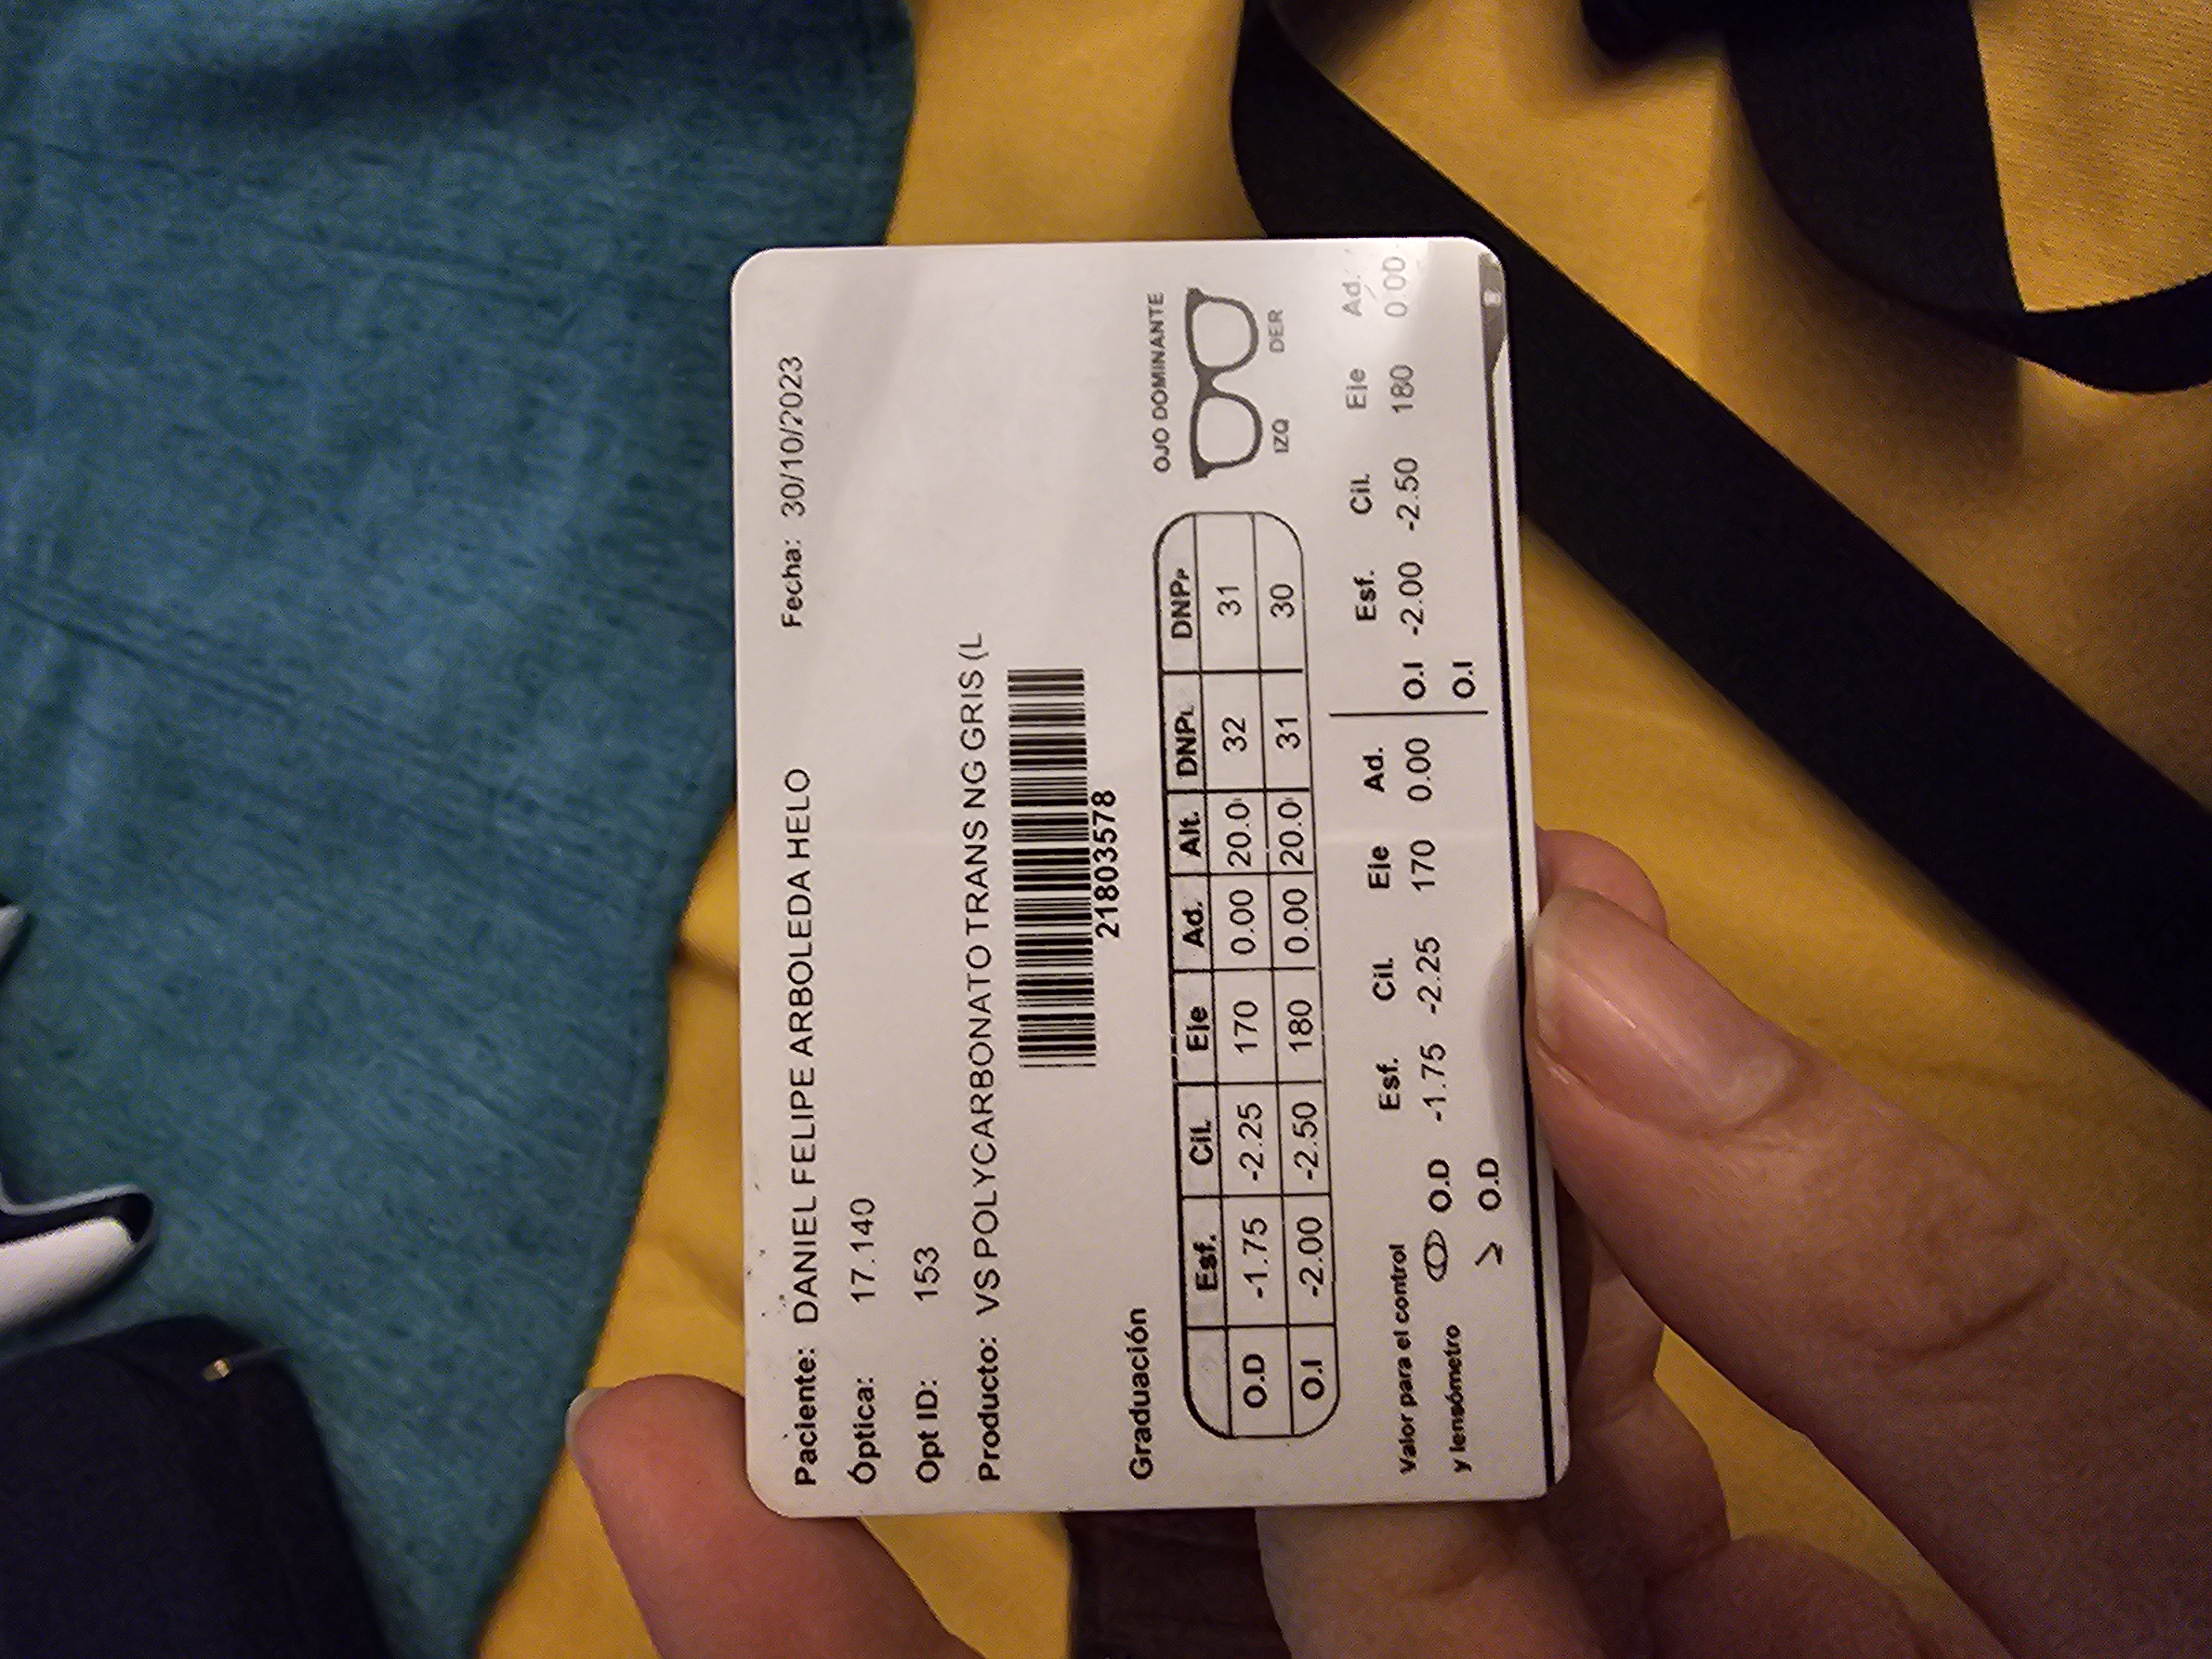 Paciente: DANIEL FELIPE ARBOLEDA HELO Fecha: 30/10/2023
Óptica: 17.140
Opt ID: 153
Producto: VS POLYCARBONATO TRANS NG GRIS (L
21803578
Graduación
OJO DOMINANTE
IZQ DER
Esf. Cil. Eje Ad. Alt. DNPL DNPP
O.D -1.75 -2.25 170 0.00 20.0 32 31
O.I -2.00 -2.50 180 0.00 20.0 31 30
Valor para el control
y lensómetro
Esf. Cil. Eje Ad. Esf. Cil. Eje Ad.
O.D -1.75 -2.25 170 0.00 O.I -2.00 -2.50 180 0.00
O.D O.I